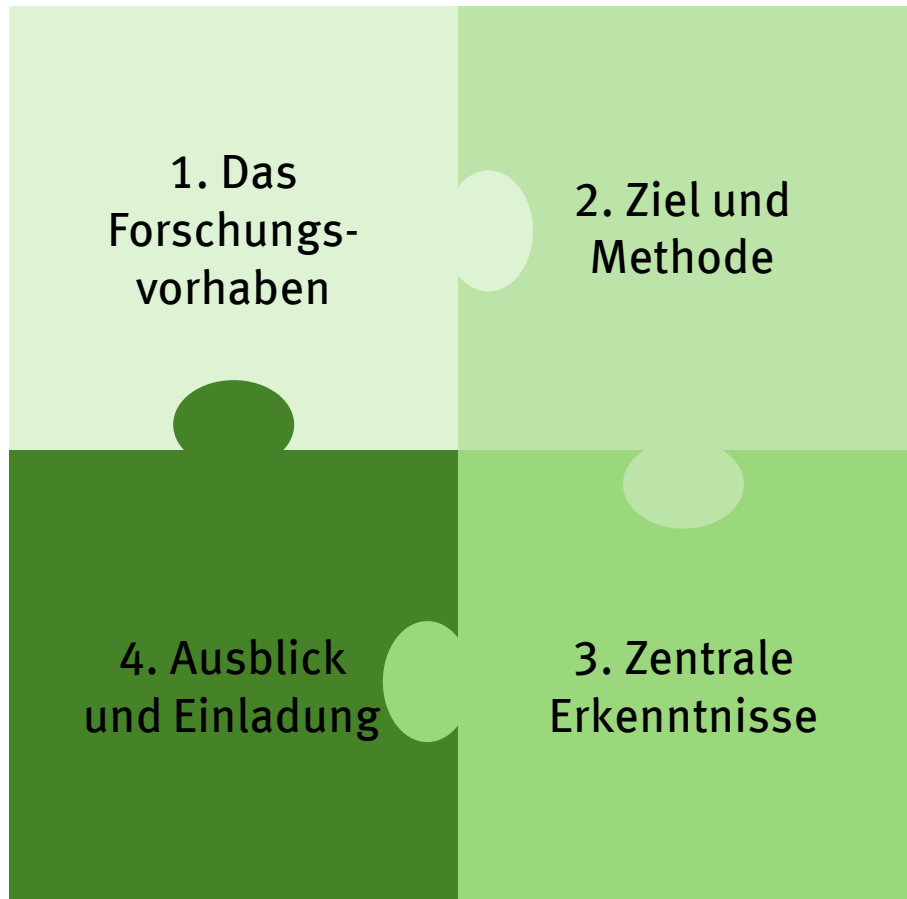 1. Das
Forschungs-
vorhaben
2. Ziel und
Methode
3. Zentrale
Erkenntnisse
4. Ausblick
und Einladung